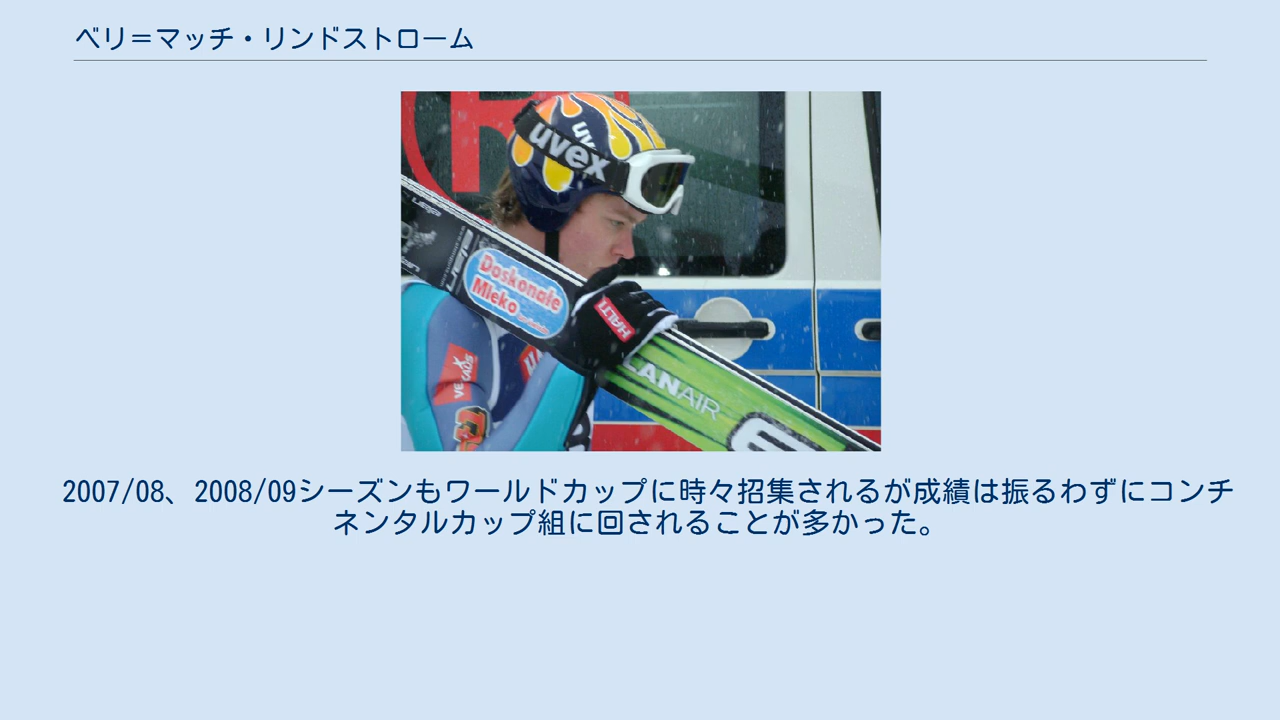 ベリ＝マッチ・リンドストローム
uvex
Doskonale
Mleko
HALTI
LANAIR
2007/08、2008/09シーズンもワールドカップに時々招集されるが成績は振るわずにコンチ
ネンタルカップ組に回されることが多かった。